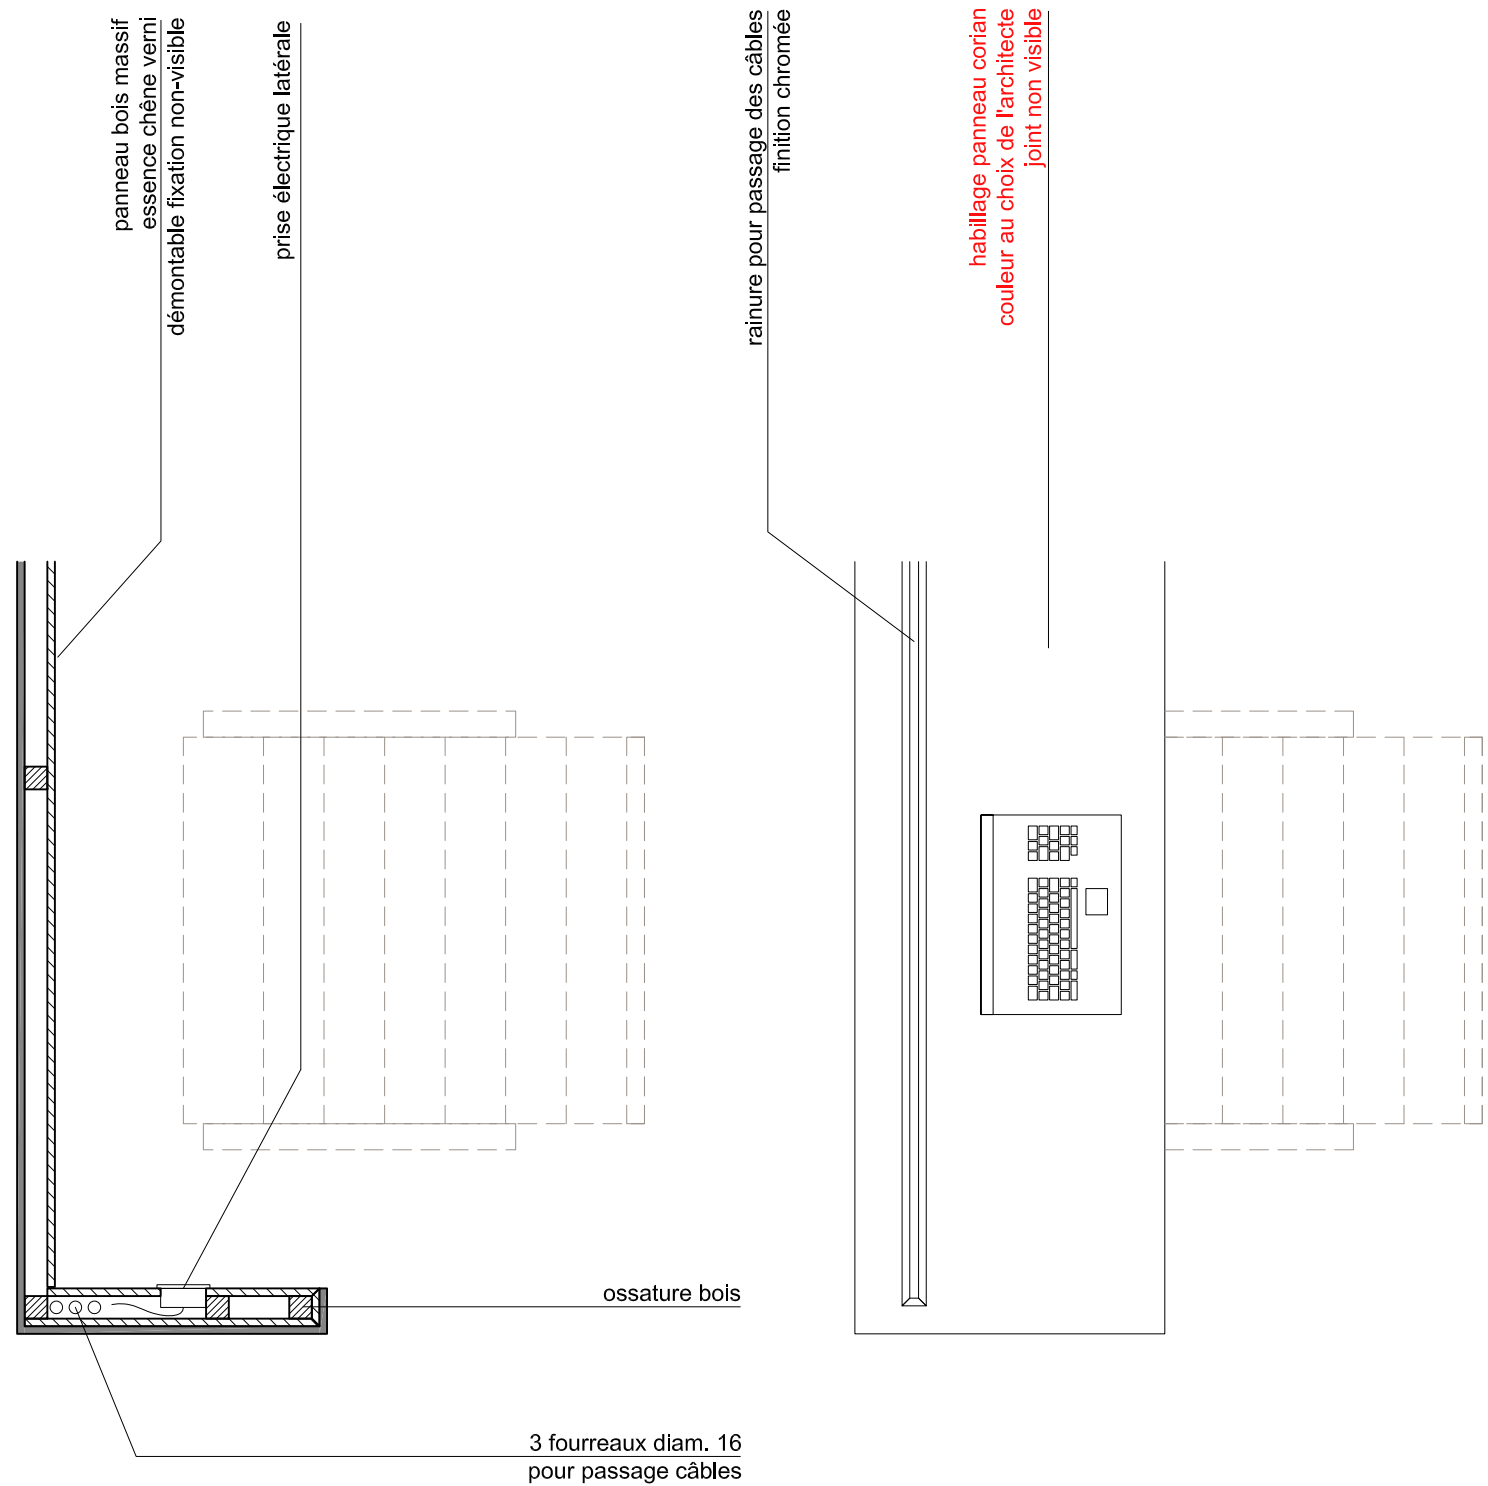 panneau bois massif
essence chêne verni
démontable fixation non-visible
prise électrique latérale
rainure pour passage des câbles
finition chromée
habillage panneau corian
couleur au choix de l'architecte
joint non visible
ossature bois
3 fourreaux diam. 16
pour passage câbles